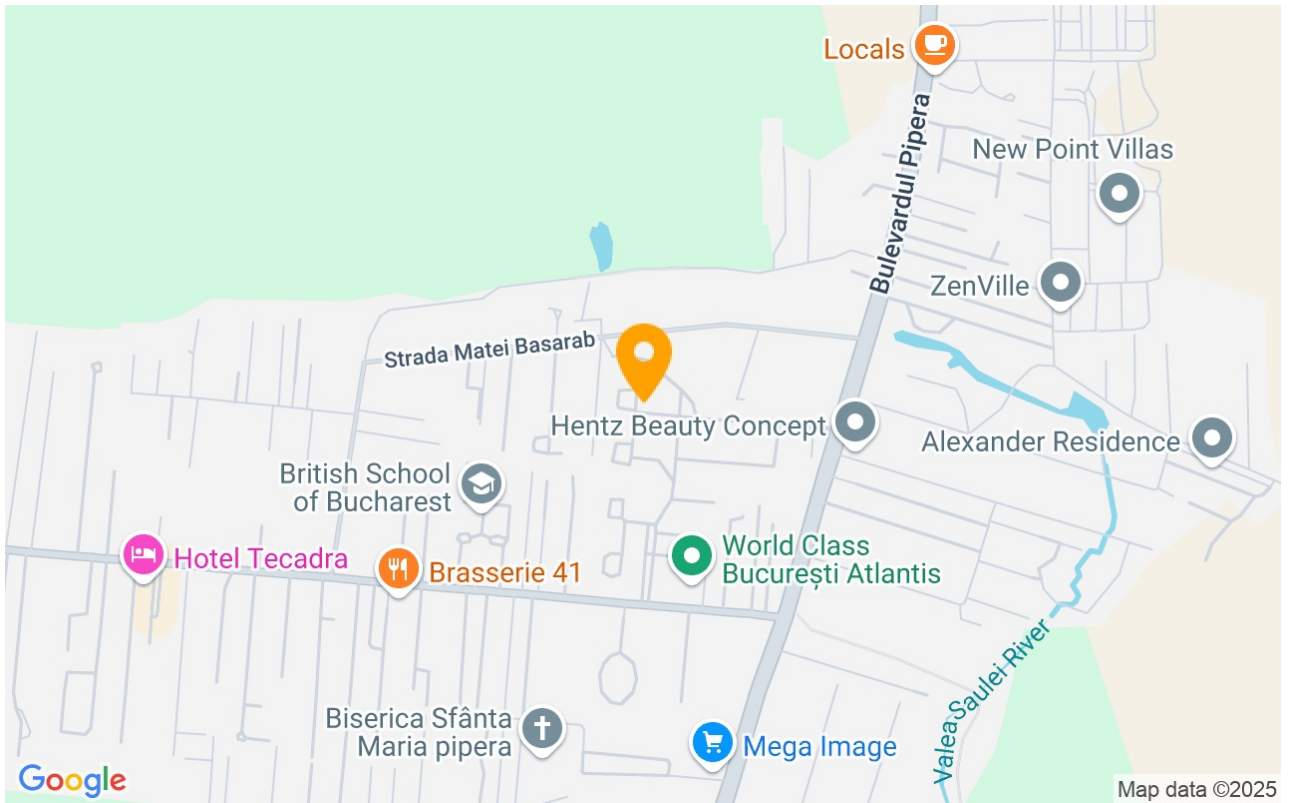 Locals
Bulevardul Pipera
New Point Villas
ZenVille
Strada Matei Basarab
Hentz Beauty Concept
Alexander Residence
British School
of Bucharest
Hotel Tecadra
Brasserie 41
World Class
București Atlantis
Valea Saulei River
Biserica Sfânta
Maria pipera
Mega Image
Google
Map data ©2025